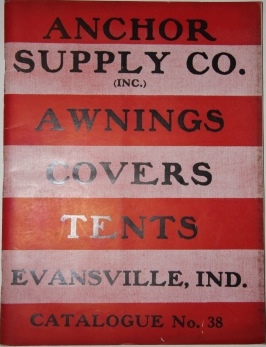 ANCHOR
SUPPLY CO.
(INC.)
AWNINGS
COVERS
TENTS
EVANSVILLE, IND.
CATALOGUE No. 38